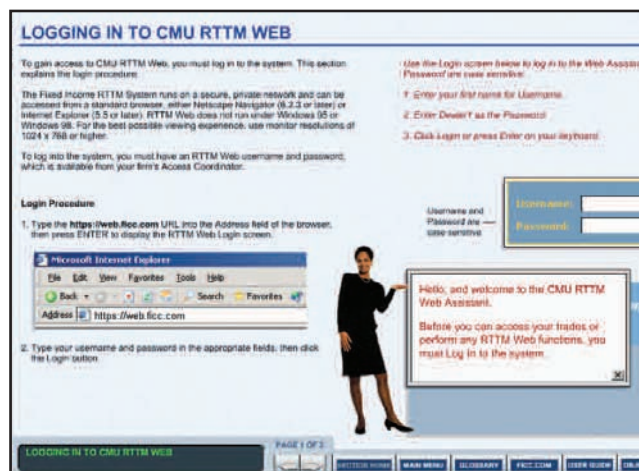 LOGGING IN TO CMU RTTM WEB
To gain access to CMU RTTM Web, you must log in to the system. This section
explains the login procedure.
The Fixed Income RTTM System runs on a secure, private network and can be
accessed from a standard browser, either Netscape Navigator (6.2.3 or later) or
Internet Explorer (5.5 or later). RTTM Web does not run under Windows 95 or
Windows 98. For the best possible viewing experience, use monitor resolutions of
1024 x 768 or higher.
To log into the system, you must have an RTTM Web username and password,
which is available from your firm's Access Coordinator.
Login Procedure
1. Type the https://web.ficc.com URL into the Address field of the browser,
then press ENTER to display the RTTM Web Login screen.
Microsoft Internet Explorer
File Edit View Favorites Tools Help
Back Search Favorites
Address https://web.ficc.com
2. Type your username and password in the appropriate fields, then click
the Login button.
Use the Login screen below to log in to the Web Assistant
Password are case sensitive.
1. Enter your first name for Username.
2. Enter as the Password.
3. Click Login or press Enter on your keyboard.
Username and
Password are
case sensitive
Username:
Password:
Hello, and welcome to the CMU RTTM
Web Assistant.
Before you can access your trades or
perform any RTTM Web functions, you
must Log In to the system.
LOGGING IN TO CMU RTTM WEB
PAGE 1 OF
SECTION HOME MAIN MENU GLOSSARY FICC.COM USER GUIDE